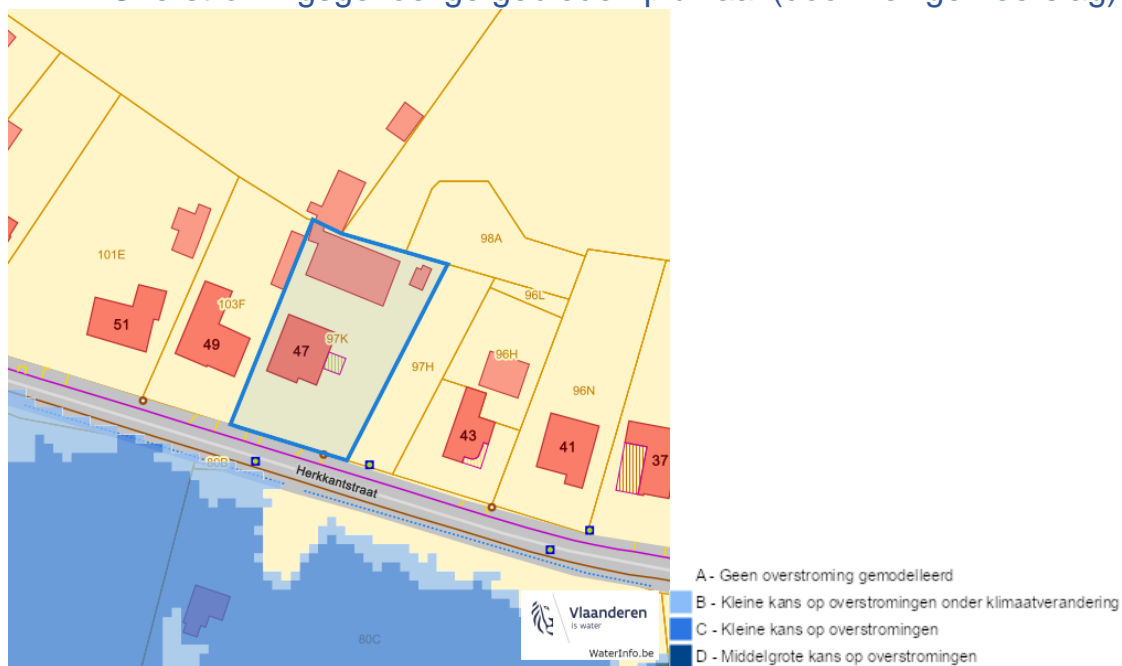 101E
51
103F
49
47
97K
98A
96L
97H
96H
43
96N
41
37
80B
Herkkantstraat
80C
Vlaanderen
is water
WaterInfo.be
A - Geen overstroming gemodelleerd
B - Kleine kans op overstromingen onder klimaatverandering
C - Kleine kans op overstromingen
D - Middelgrote kans op overstromingen